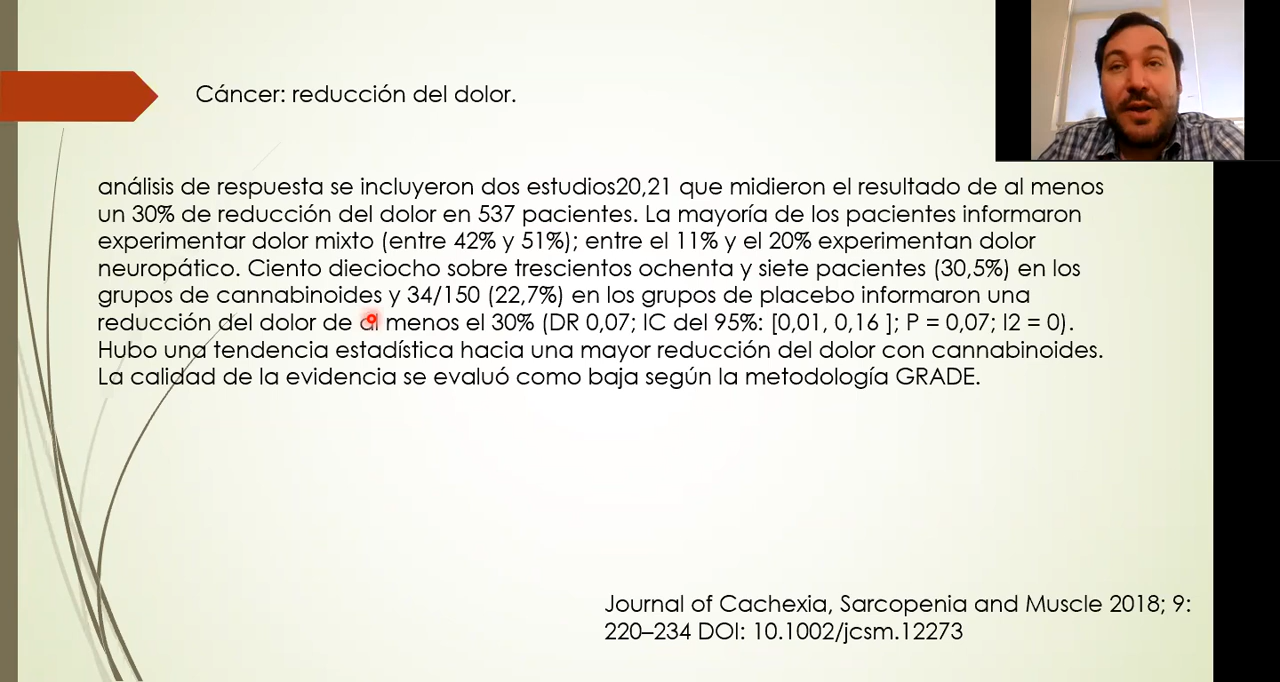 Cáncer: reducción del dolor.
análisis de respuesta se incluyeron dos estudios20,21 que midieron el resultado de al menos
un 30% de reducción del dolor en 537 pacientes. La mayoría de los pacientes informaron
experimentar dolor mixto (entre 42% y 51%); entre el 11% y el 20% experimentan dolor
neuropático. Ciento dieciocho sobre trescientos ochenta y siete pacientes (30,5%) en los
grupos de cannabinoides y 34/150 (22,7%) en los grupos de placebo informaron una
reducción del dolor de al menos el 30% (DR 0,07; IC del 95%: [0,01, 0,16 ]; P = 0,07; I2 = 0).
Hubo una tendencia estadística hacia una mayor reducción del dolor con cannabinoides.
La calidad de la evidencia se evaluó como baja según la metodología GRADE.
Journal of Cachexia, Sarcopenia and Muscle 2018; 9:
220–234 DOI: 10.1002/jcsm.12273